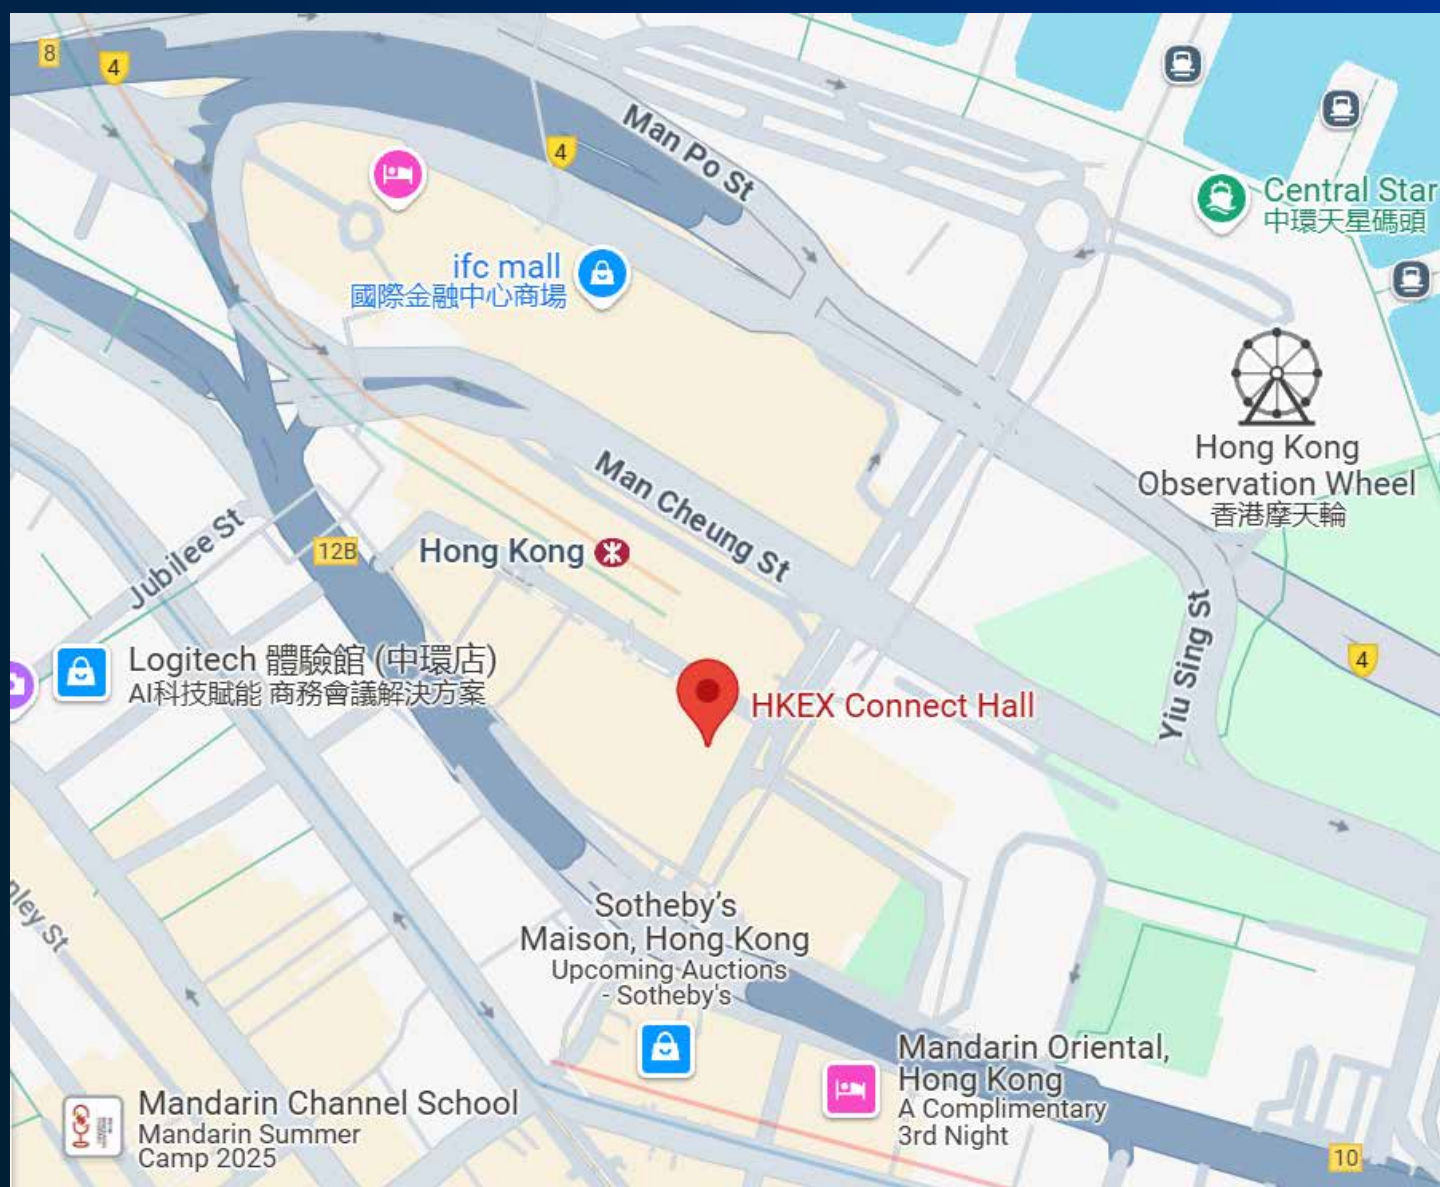 8
4
4
Man Po St
Central Star
中環天星碼頭
ifc mall
國際金融中心商場
Hong Kong
Observation Wheel
香港摩天輪
Man Cheung St
Jubilee St
12B
Hong Kong
Yiu Sing St
4
Logitech 體驗館 (中環店)
AI科技賦能 商務會議解決方案
HKEX Connect Hall
nley St
Sotheby's
Maison, Hong Kong
Upcoming Auctions
- Sotheby's
Mandarin Oriental,
Hong Kong
A Complimentary
3rd Night
Mandarin Channel School
Mandarin Summer
Camp 2025
10